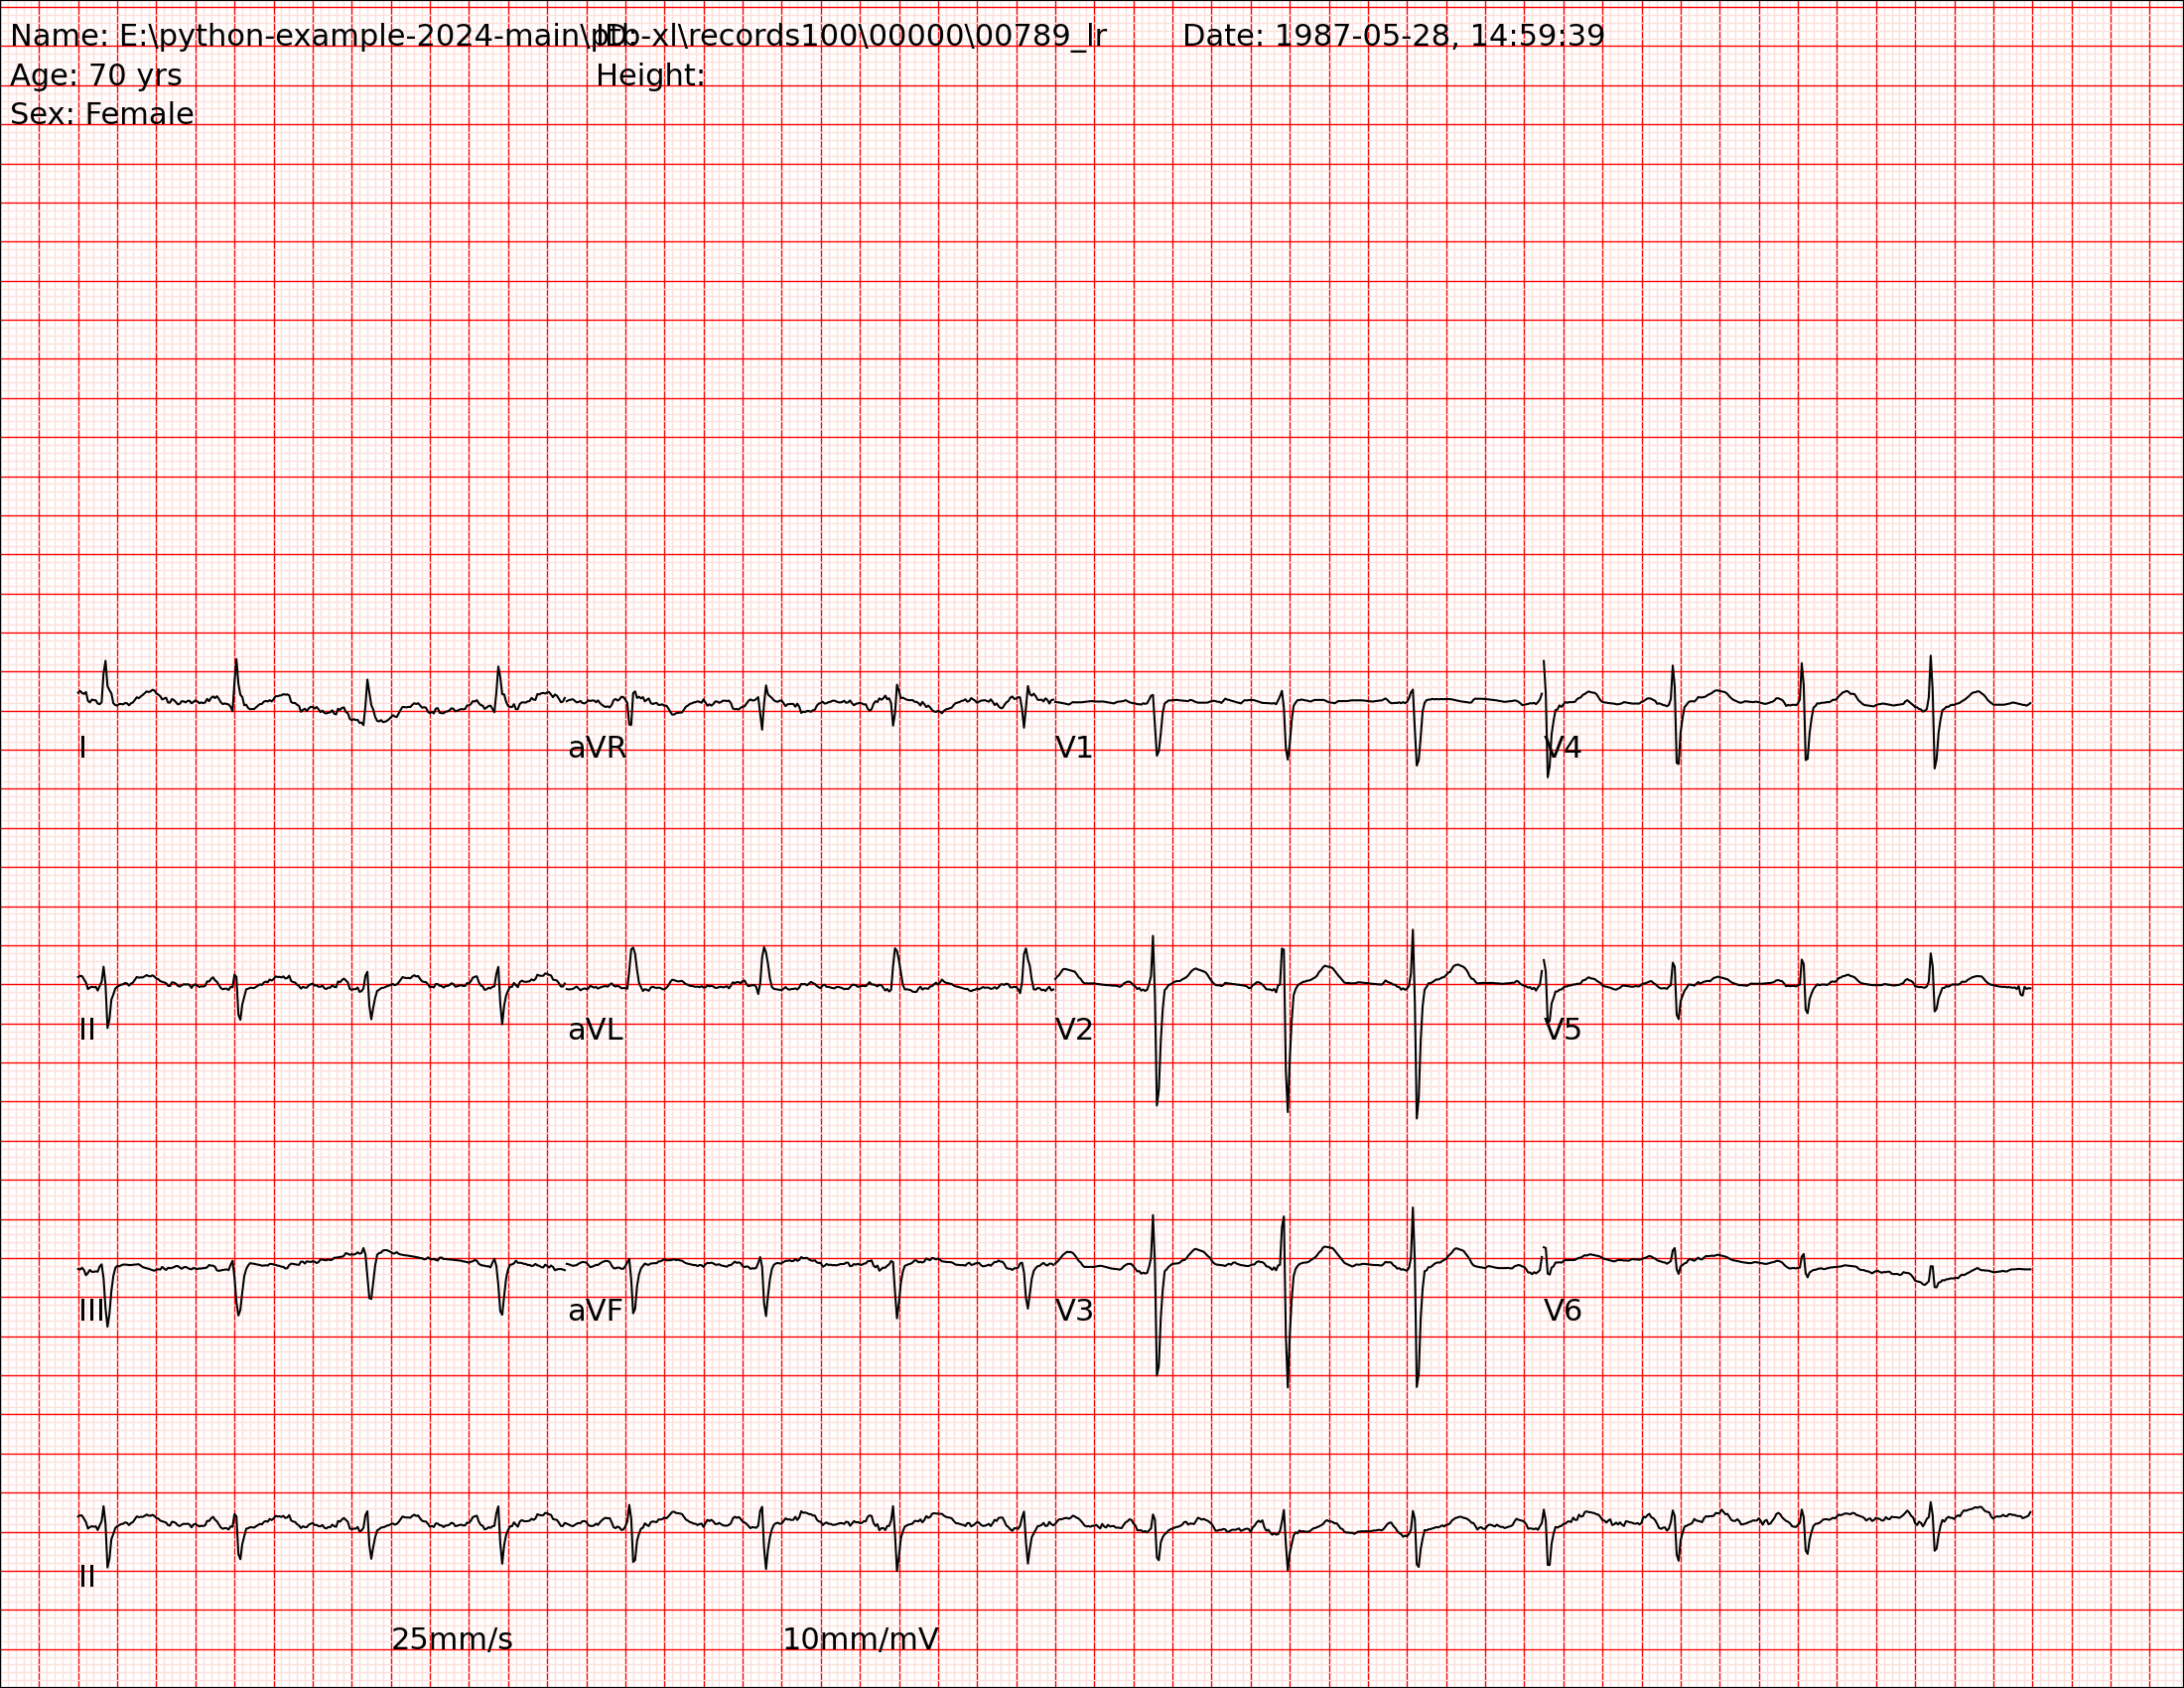 Name: E:\python-example-2024-main\ptb-xl\records100\00000\00789_lr ID: Date: 1987-05-28, 14:59:39
Age: 70 yrs Height:
Sex: Female
I aVR V1 V4
II aVL V2 V5
III aVF V3 V6
II
25mm/s 10mm/mV